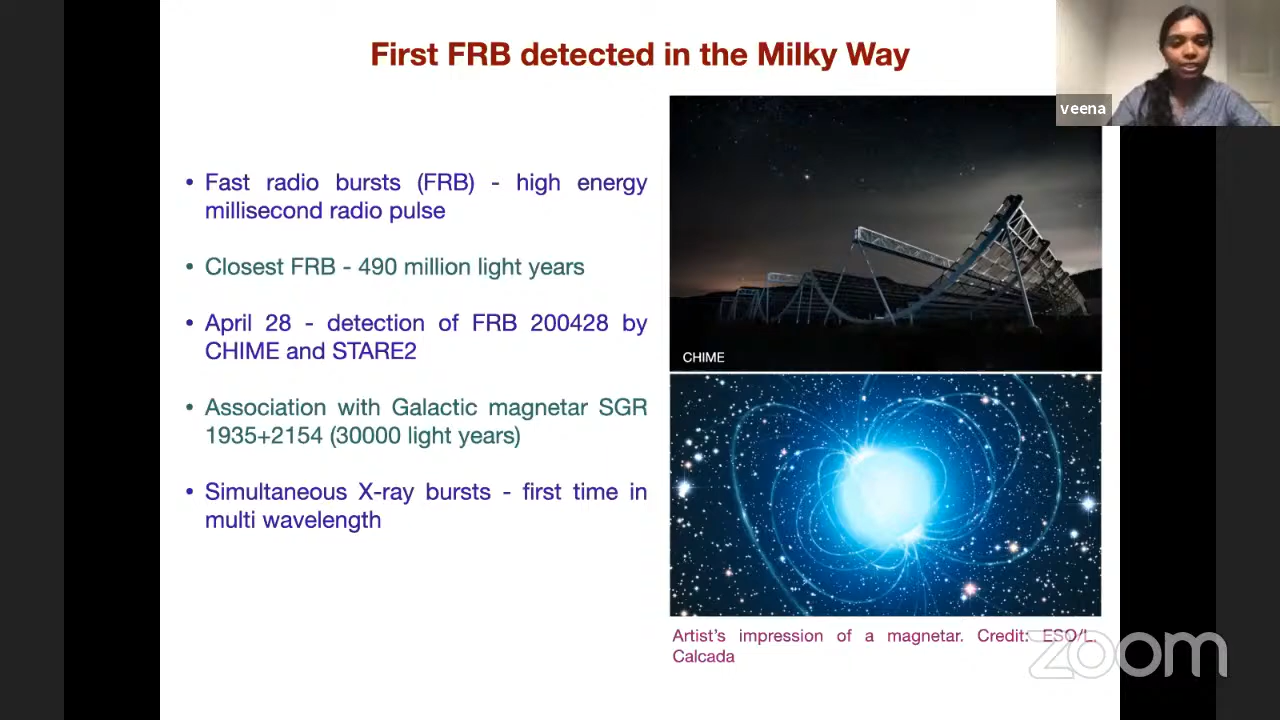 First FRB detected in the Milky Way
veena
• Fast radio bursts (FRB) - high energy
millisecond radio pulse
• Closest FRB - 490 million light years
• April 28 - detection of FRB 200428 by
CHIME and STARE2
• Association with Galactic magnetar SGR
1935+2154 (30000 light years)
• Simultaneous X-ray bursts - first time in
multi wavelength
CHIME
Artist's impression of a magnetar. Credit: ESO/L.
Calcada
zoom